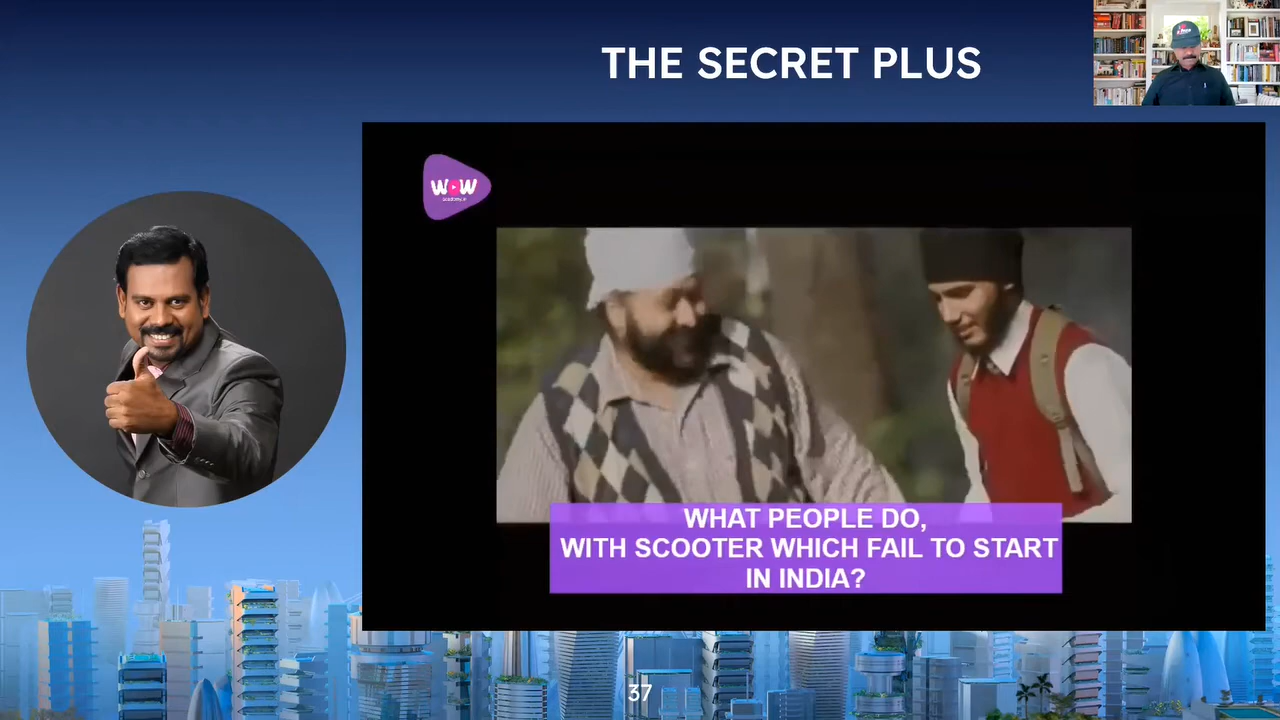 THE SECRET PLUS
WOW
WHAT PEOPLE DO,
WITH SCOOTER WHICH FAIL TO START
IN INDIA?
37